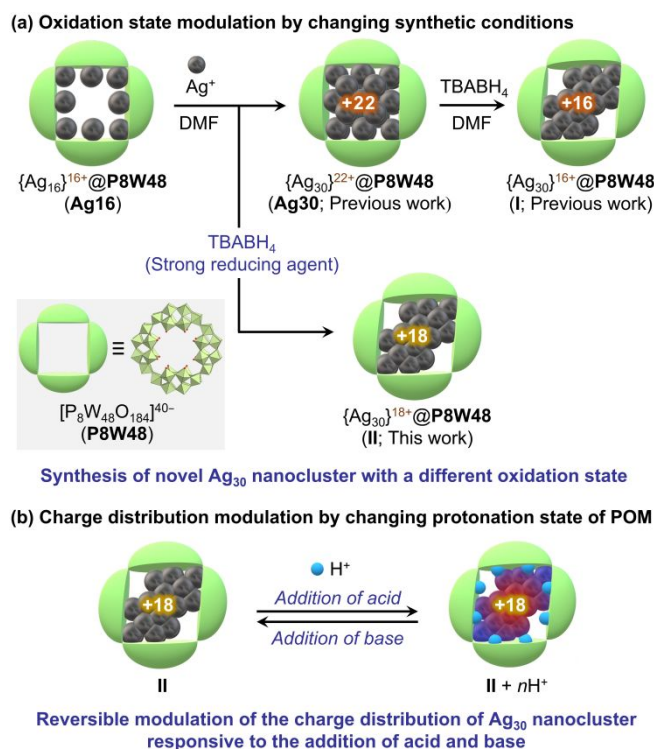 (a) Oxidation state modulation by changing synthetic conditions
Ag⁺
DMF
+22
TBABH₄
DMF
+16
{Ag₁₆}¹⁶⁺@P8W48
(Ag16)
{Ag₃₀}²²⁺@P8W48
(Ag30; Previous work)
{Ag₃₀}¹⁶⁺@P8W48
(I; Previous work)
TBABH₄
(Strong reducing agent)
≡
[P₈W₄₈O₁₈₄]⁴⁰⁻
(P8W48)
+18
{Ag₃₀}¹⁸⁺@P8W48
(II; This work)
Synthesis of novel Ag₃₀ nanocluster with a different oxidation state
(b) Charge distribution modulation by changing protonation state of POM
+18
H⁺
Addition of acid
Addition of base
+18
II
II + nH⁺
Reversible modulation of the charge distribution of Ag₃₀ nanocluster
responsive to the addition of acid and base